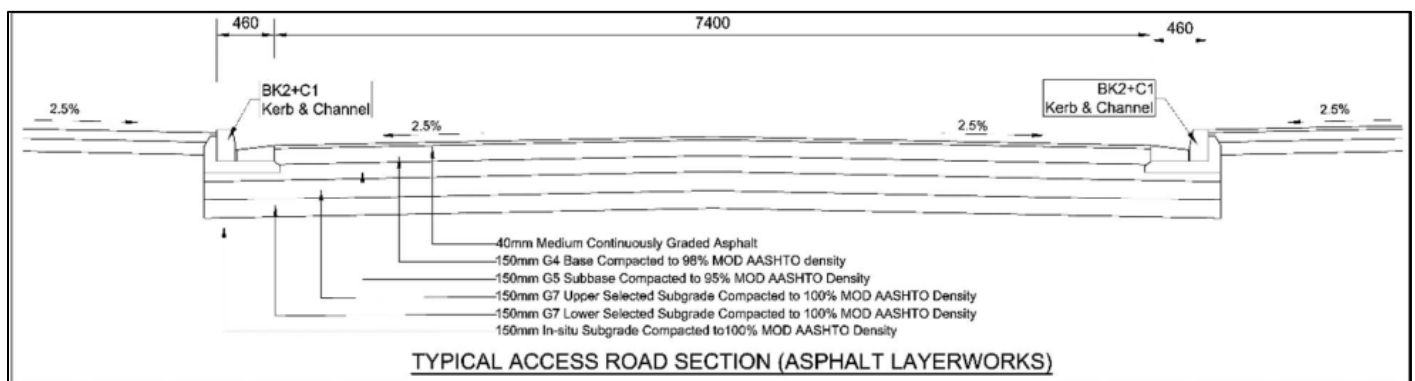 460 7400 460
BK2+C1
Kerb & Channel
BK2+C1
Kerb & Channel
2.5% 2.5% 2.5% 2.5%
40mm Medium Continuously Graded Asphalt
150mm G4 Base Compacted to 98% MOD AASHTO density
150mm G5 Subbase Compacted to 95% MOD AASHTO Density
150mm G7 Upper Selected Subgrade Compacted to 100% MOD AASHTO Density
150mm G7 Lower Selected Subgrade Compacted to 100% MOD AASHTO Density
150mm In-situ Subgrade Compacted to100% MOD AASHTO Density
TYPICAL ACCESS ROAD SECTION (ASPHALT LAYERWORKS)